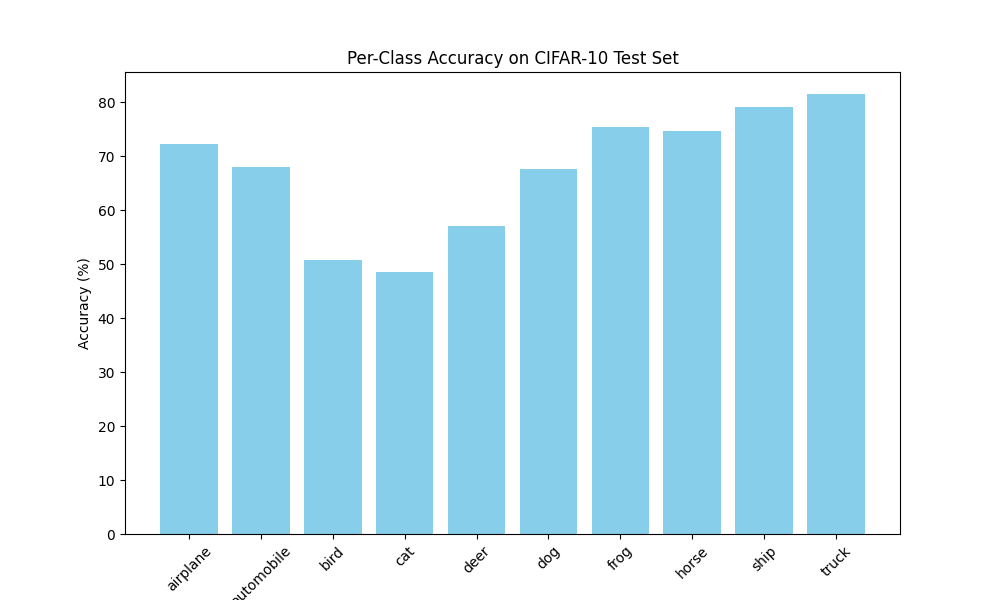 Per-Class Accuracy on CIFAR-10 Test Set
Accuracy (%)
80
70
60
50
40
30
20
10
0
airplane
automobile
bird
cat
deer
dog
frog
horse
ship
truck